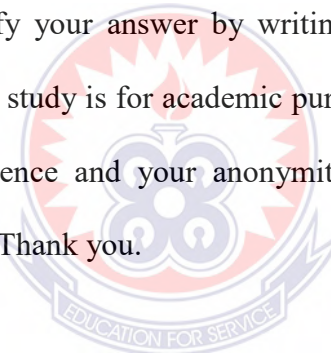 fy your answer by writin
study is for academic pur
ence and your anonymit
Thank you.
EDUCATION FOR SERVICE